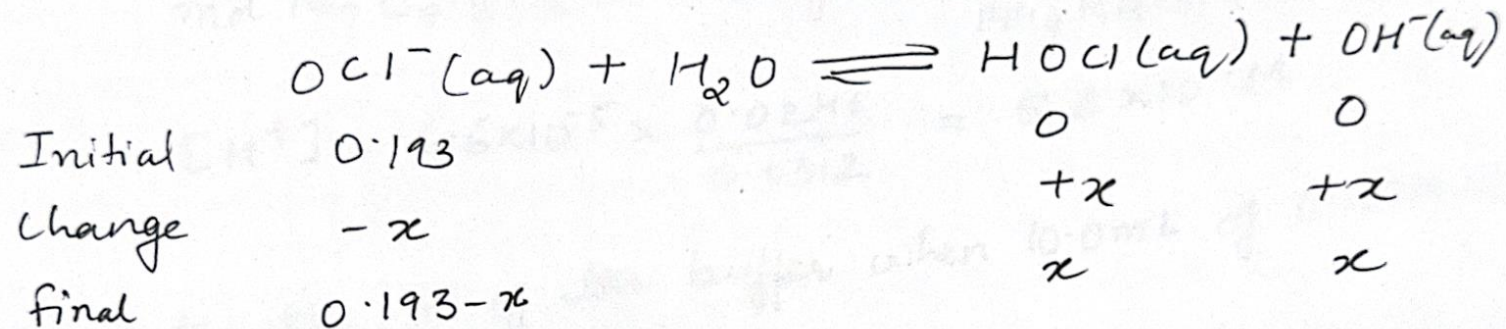 OCl⁻(aq) + H₂O ⇌ HOCl(aq) + OH⁻(aq)
Initial 0.193 0 0
Change -x +x +x
final 0.193-x x x